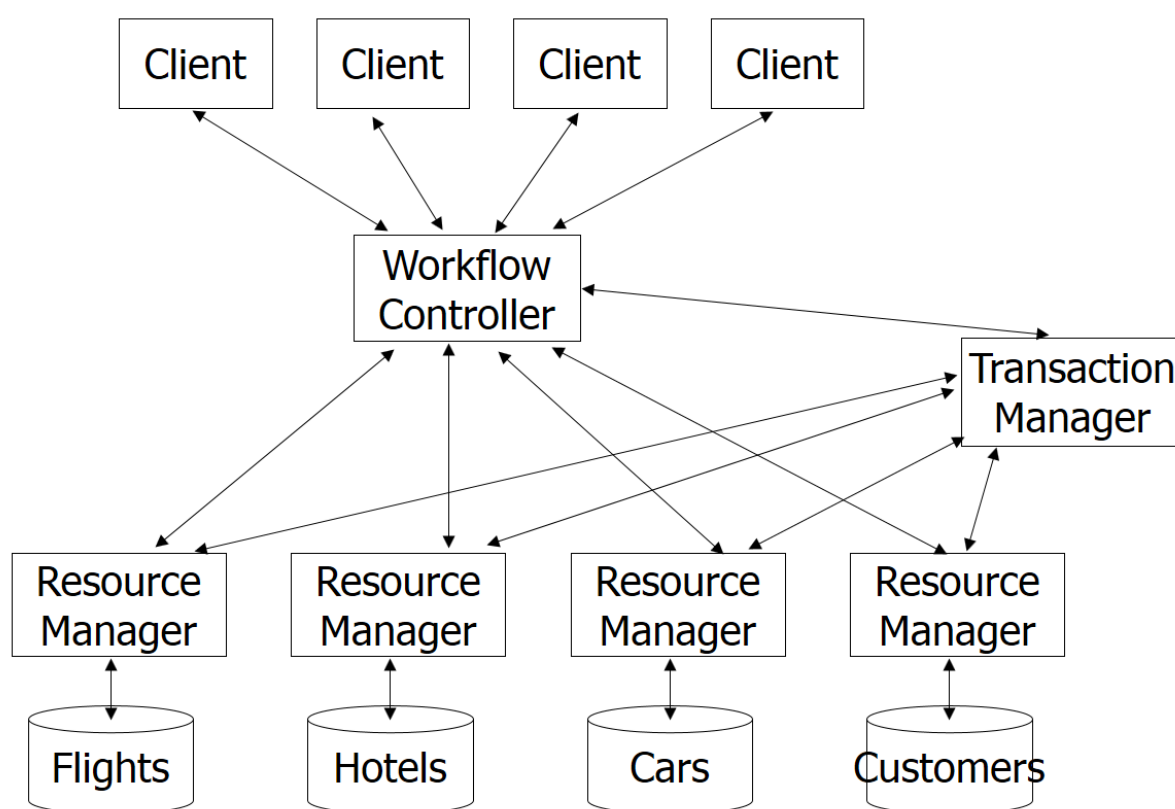 Client
Client
Client
Client
Workflow
Controller
Transaction
Manager
Resource
Manager
Resource
Manager
Resource
Manager
Resource
Manager
Flights
Hotels
Cars
Customers